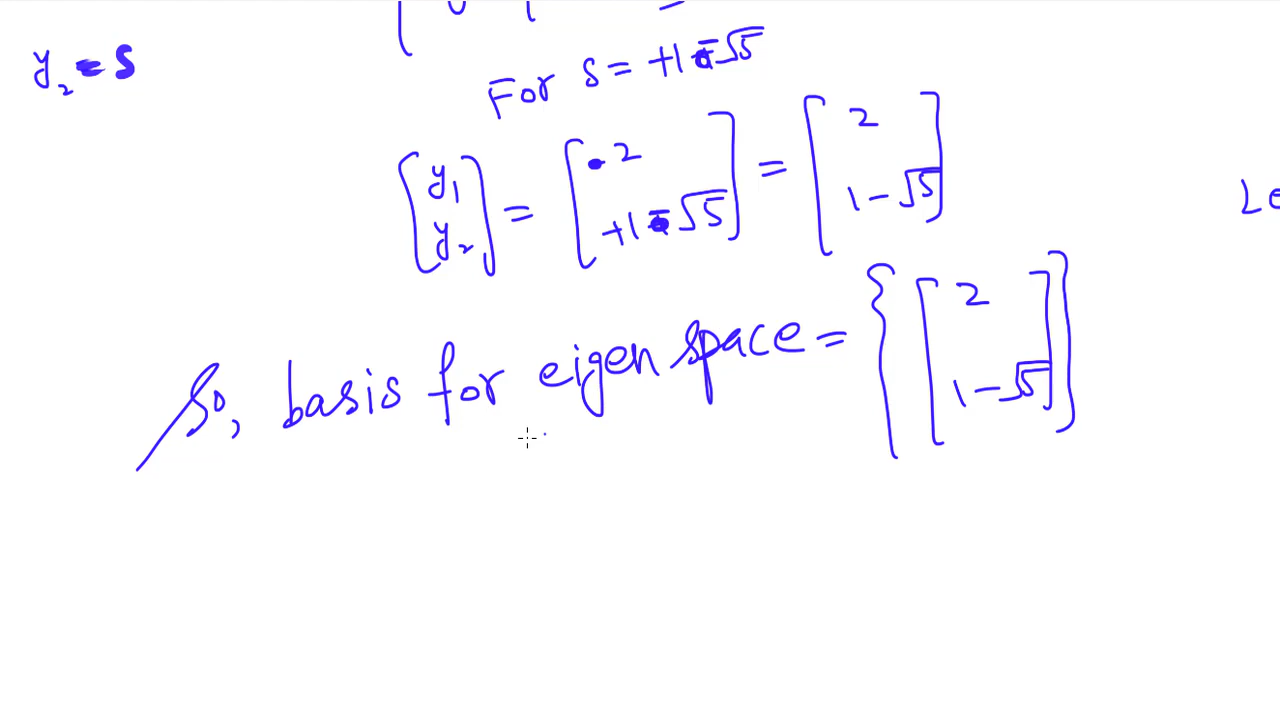 y₂ = s
For s = +1-√5
[y₁ y₂] = [2 +1-√5] = [2 1-√5]
So, basis for eigen space = {[2 1-√5]}